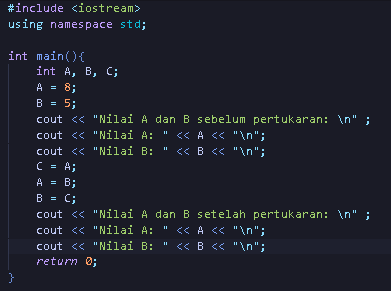 #include <iostream>
using namespace std;
int main(){
int A, B, C;
A = 8;
B = 5;
cout << "Nilai A dan B sebelum pertukaran: \n" ;
cout << "Nilai A: " << A << "\n";
cout << "Nilai B: " << B << "\n";
C = A;
A = B;
B = C;
cout << "Nilai A dan B setelah pertukaran: \n" ;
cout << "Nilai A: " << A << "\n";
cout << "Nilai B: " << B << "\n";
return 0;
}